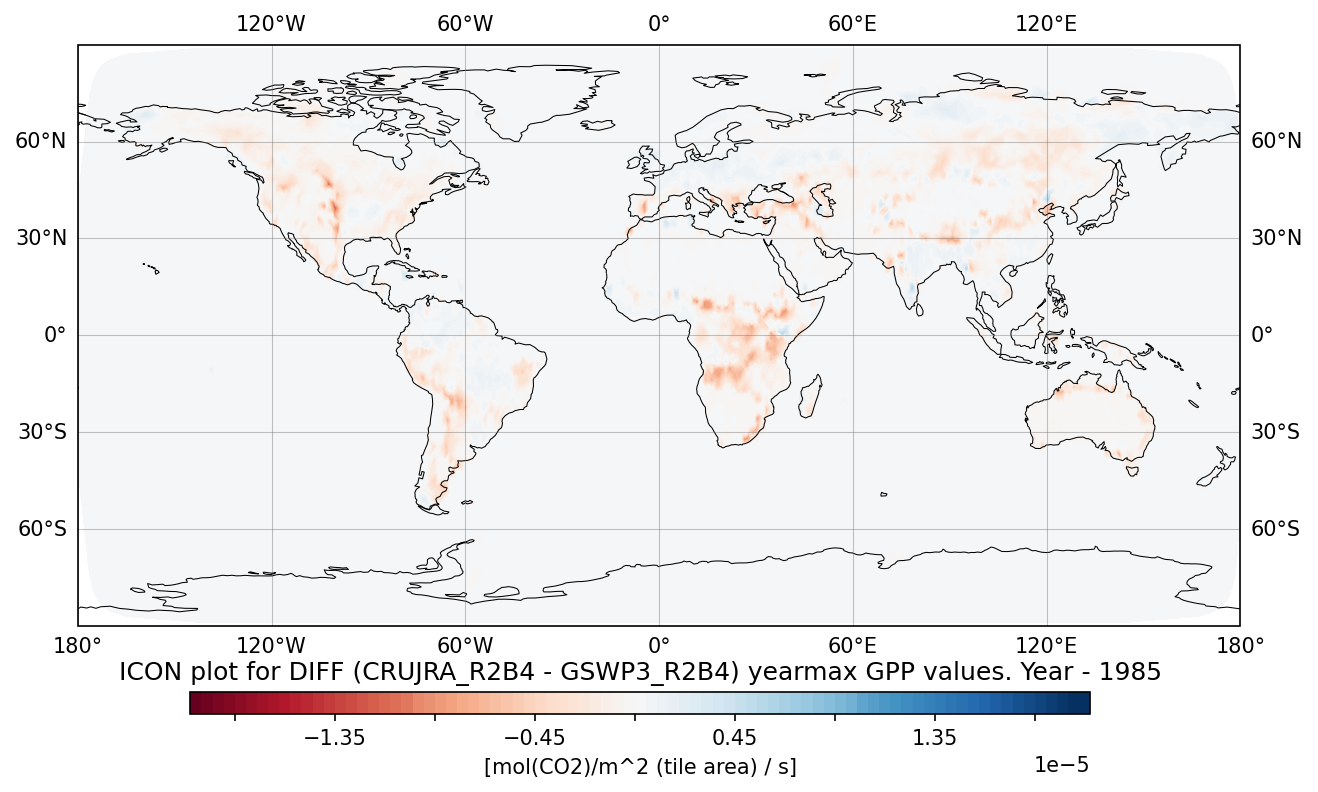 120°W 60°W 0° 60°E 120°E
60°N 60°N
30°N 30°N
0° 0°
30°S 30°S
60°S 60°S
180° 120°W 60°W 0° 60°E 120°E 180°
ICON plot for DIFF (CRUJRA_R2B4 - GSWP3_R2B4) yearmax GPP values. Year - 1985
−1.35 −0.45 0.45 1.35
[mol(CO2)/m^2 (tile area) / s] 1e−5